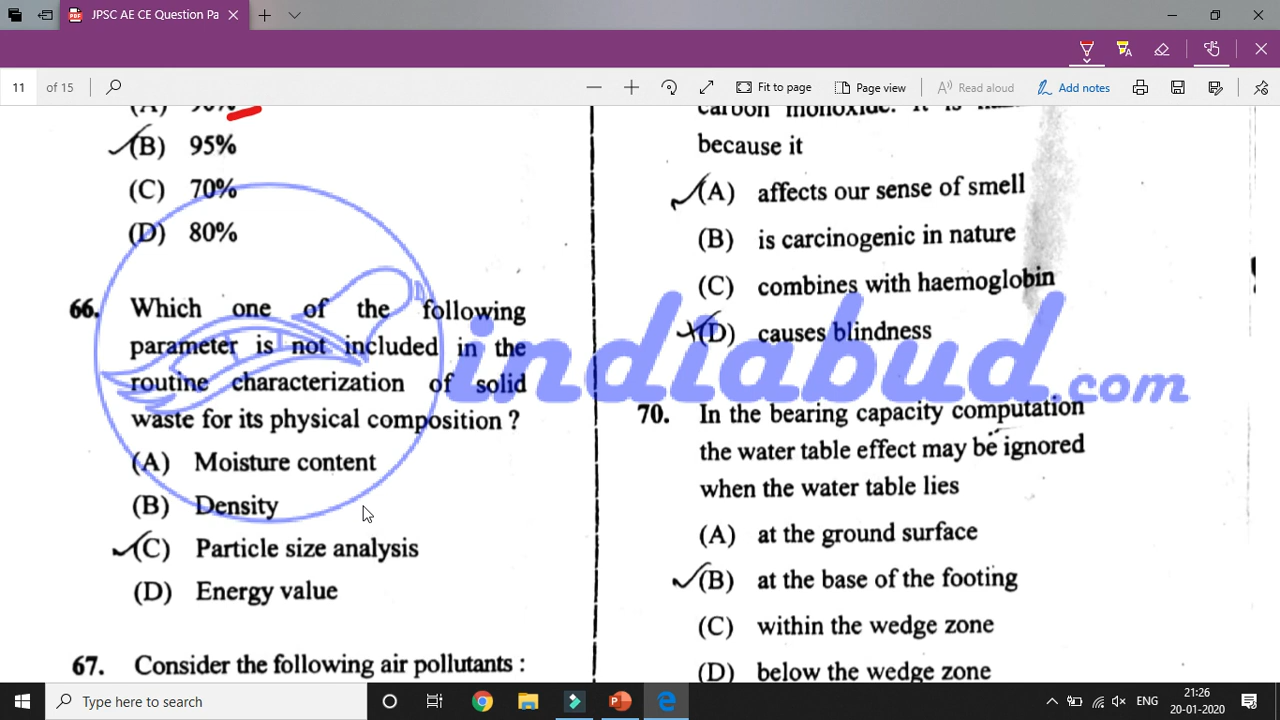 JPSC AE CE Question Pa
11 of 15
Fit to page
Page view
Read aloud
Add notes
(A) 90%
(B) 95%
(C) 70%
(D) 80%
66. Which one of the following
parameter is not included in the
routine characterization of solid
waste for its physical composition ?
(A) Moisture content
(B) Density
(C) Particle size analysis
(D) Energy value
67. Consider the following air pollutants :
carbon monoxide. It is
because it
(A) affects our sense of smell
(B) is carcinogenic in nature
(C) combines with haemoglobin
(D) causes blindness
70. In the bearing capacity computation
the water table effect may be ignored
when the water table lies
(A) at the ground surface
(B) at the base of the footing
(C) within the wedge zone
(D) below the wedge zone
indiabud.com
Type here to search
ENG
21:26
20-01-2020